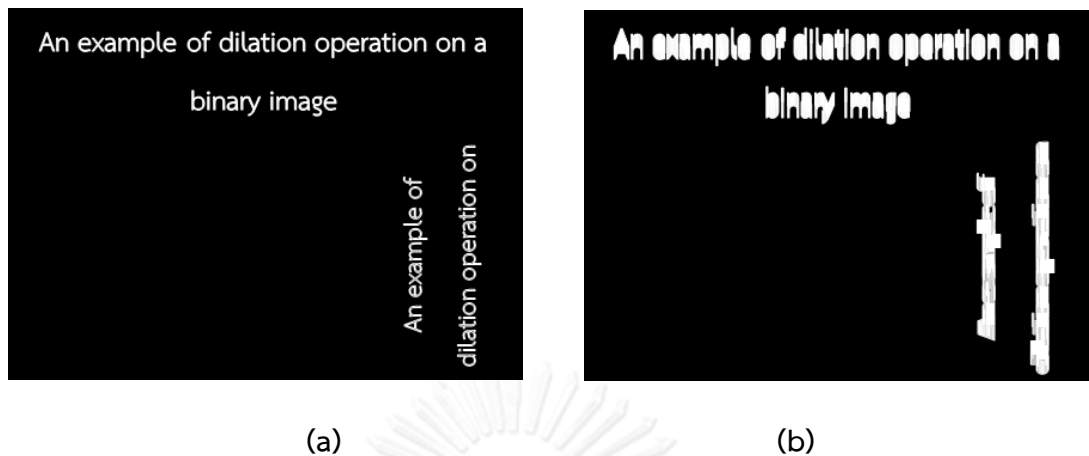 An example of dilation operation on a
binary image
An example of
dilation operation on
An example of dilation operation on a
binary image
(a)
(b)